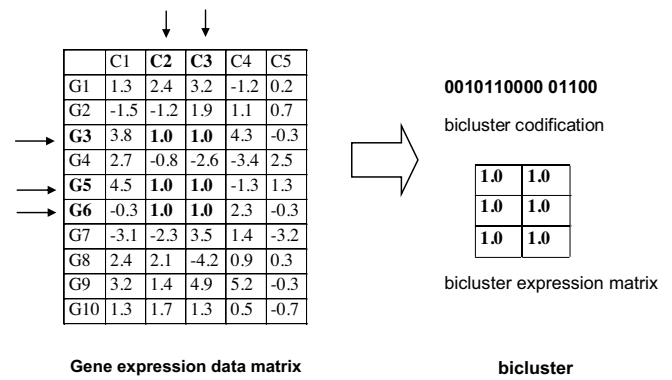 C1 C2 C3 C4 C5
G1 1.3 2.4 3.2 -1.2 0.2
G2 -1.5 -1.2 1.9 1.1 0.7
G3 3.8 1.0 1.0 4.3 -0.3
G4 2.7 -0.8 -2.6 -3.4 2.5
G5 4.5 1.0 1.0 -1.3 1.3
G6 -0.3 1.0 1.0 2.3 -0.3
G7 -3.1 -2.3 3.5 1.4 -3.2
G8 2.4 2.1 -4.2 0.9 0.3
G9 3.2 1.4 4.9 5.2 -0.3
G10 1.3 1.7 1.3 0.5 -0.7
Gene expression data matrix
0010110000 01100
bicluster codification
1.0 1.0
1.0 1.0
1.0 1.0
bicluster expression matrix
bicluster